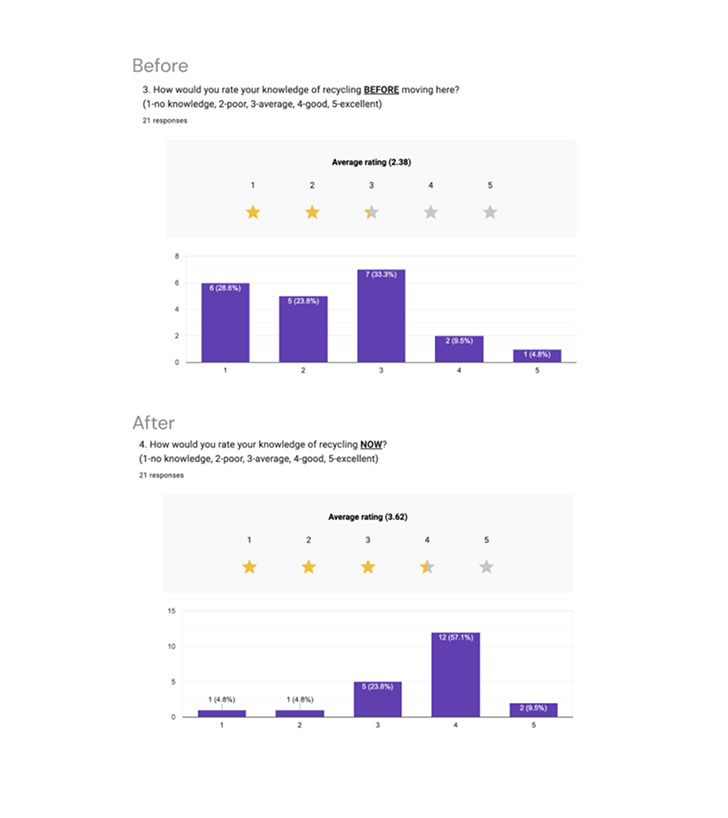 Before
3. How would you rate your knowledge of recycling BEFORE moving here?
(1-no knowledge, 2-poor, 3-average, 4-good, 5-excellent)
21 responses
Average rating (2.38)
1 2 3 4 5
8
6
4
2
0
6 (28.6%)
5 (23.8%)
7 (33.3%)
2 (9.5%)
1 (4.8%)
1 2 3 4 5
After
4. How would you rate your knowledge of recycling NOW?
(1-no knowledge, 2-poor, 3-average, 4-good, 5-excellent)
21 responses
Average rating (3.62)
1 2 3 4 5
15
10
5
0
1 (4.8%)
1 (4.8%)
5 (23.8%)
12 (57.1%)
2 (9.5%)
1 2 3 4 5